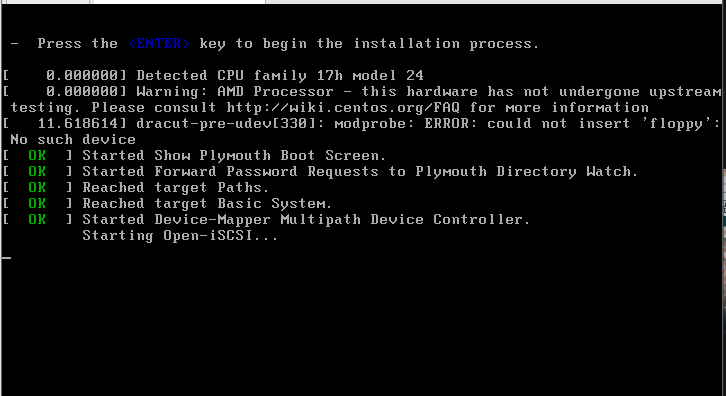 -  Press the <ENTER> key to begin the installation process.
[    0.000000] Detected CPU family 17h model 24
[    0.000000] Warning: AMD Processor - this hardware has not undergone upstream
testing. Please consult http://wiki.centos.org/FAQ for more information
[   11.618614] dracut-pre-udev[330]: modprobe: ERROR: could not insert 'floppy':
No such device
[  OK  ] Started Show Plymouth Boot Screen.
[  OK  ] Started Forward Password Requests to Plymouth Directory Watch.
[  OK  ] Reached target Paths.
[  OK  ] Reached target Basic System.
[  OK  ] Started Device-Mapper Multipath Device Controller.
         Starting Open-iSCSI...